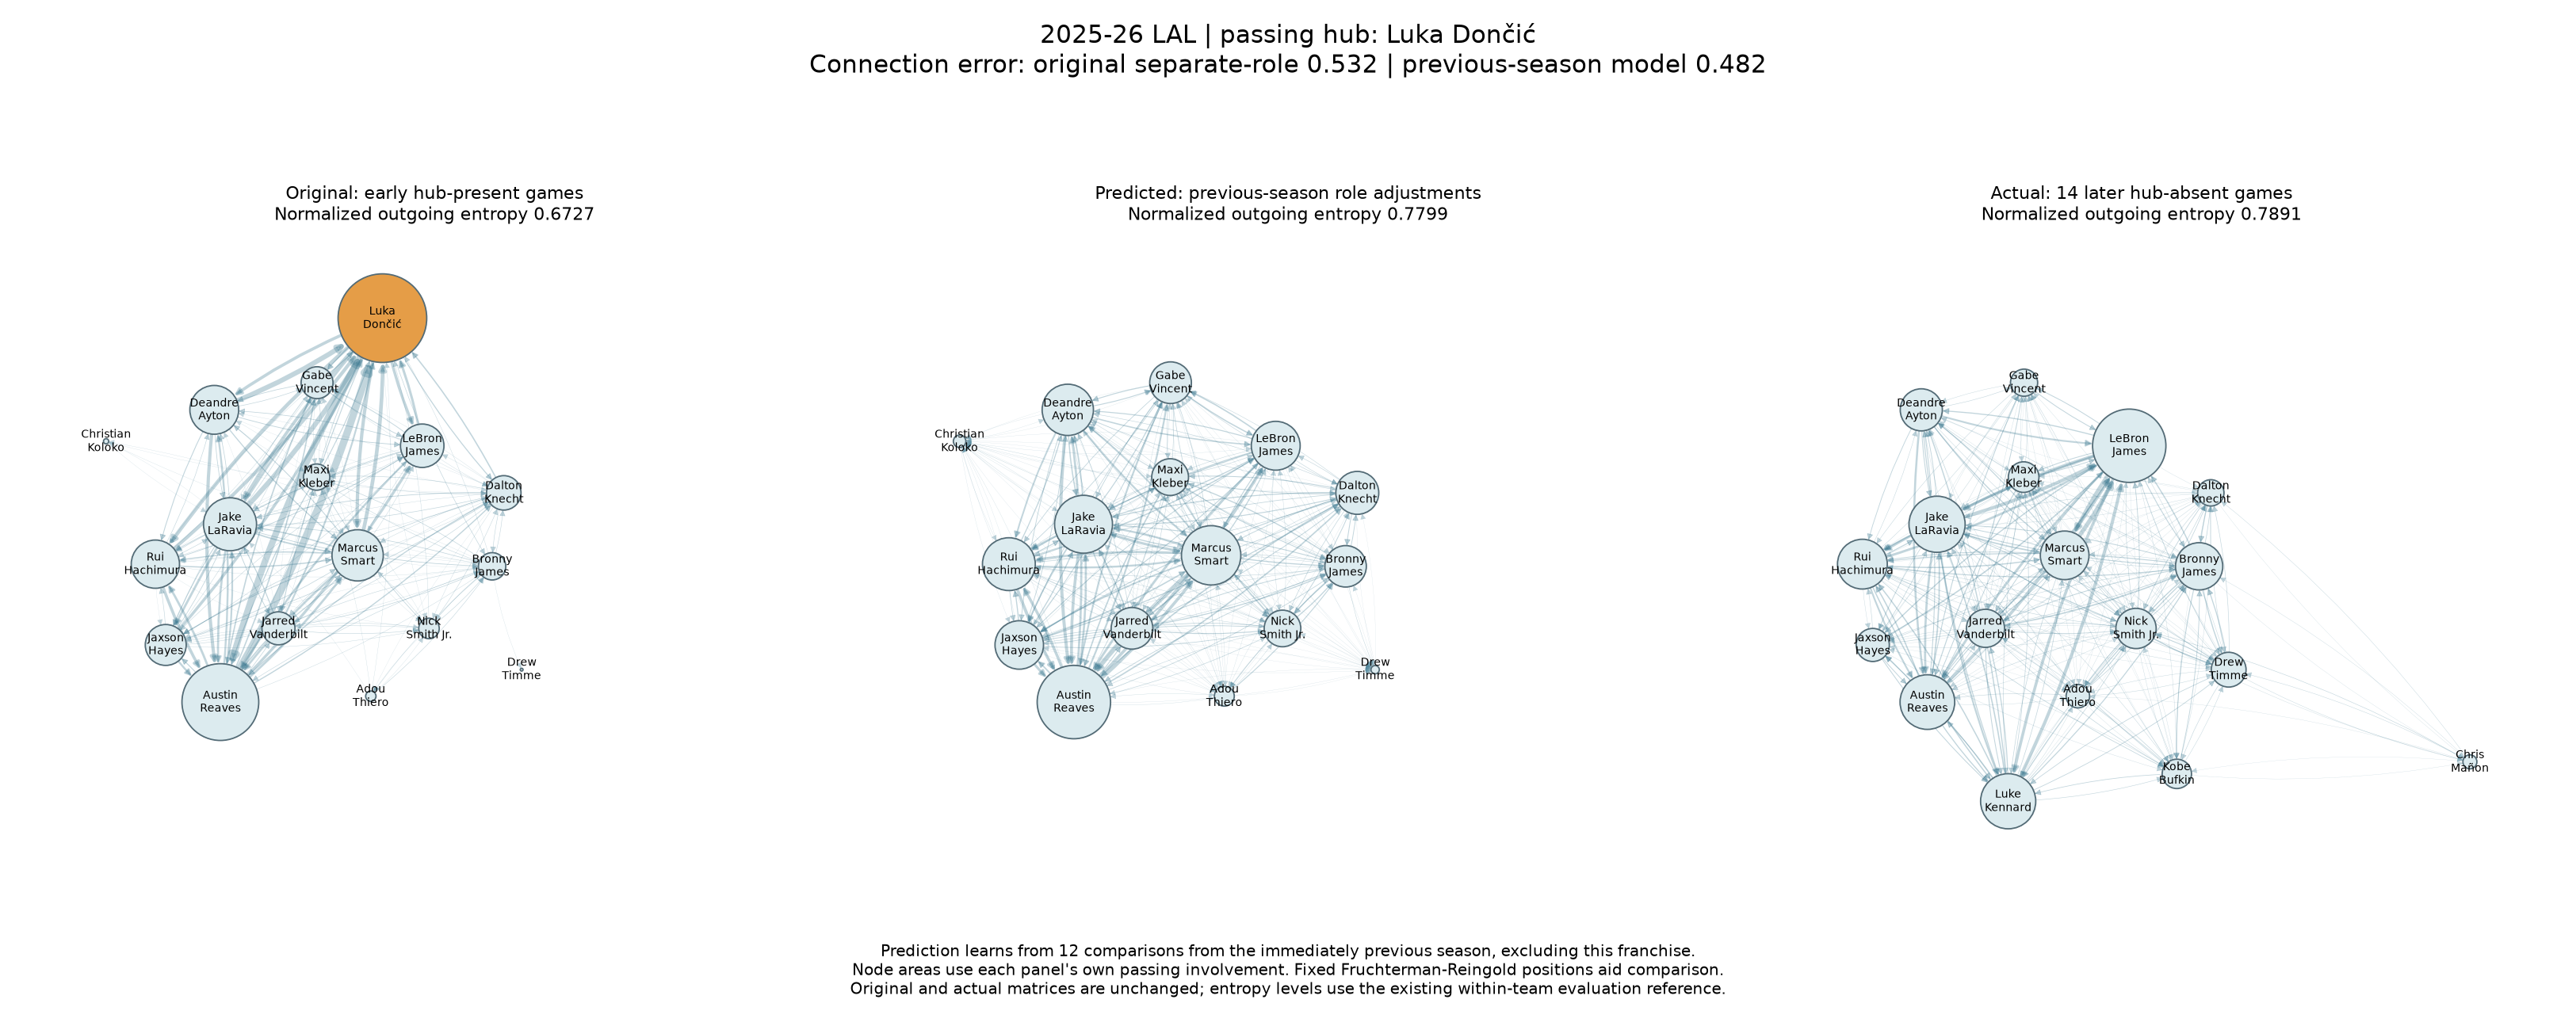 2025-26 LAL | passing hub: Luka Dončić
Connection error: original separate-role 0.532 | previous-season model 0.482
Original: early hub-present games
Normalized outgoing entropy 0.6727
Luka
Dončić
Gabe
Vincent
Deandre
Ayton
Christian
Koloko
LeBron
James
Maxi
Kleber
Dalton
Knecht
Jake
LaRavia
Marcus
Smart
Rui
Hachimura
Bronny
James
Jarred
Vanderbilt
Nick
Smith Jr.
Jaxson
Hayes
Drew
Timme
Austin
Reaves
Adou
Thiero
Predicted: previous-season role adjustments
Normalized outgoing entropy 0.7799
Gabe
Vincent
Deandre
Ayton
Christian
Koloko
LeBron
James
Maxi
Kleber
Dalton
Knecht
Jake
LaRavia
Marcus
Smart
Rui
Hachimura
Bronny
James
Jarred
Vanderbilt
Nick
Smith Jr.
Jaxson
Hayes
Drew
Timme
Austin
Reaves
Adou
Thiero
Actual: 14 later hub-absent games
Normalized outgoing entropy 0.7891
Gabe
Vincent
Deandre
Ayton
LeBron
James
Maxi
Kleber
Dalton
Knecht
Jake
LaRavia
Marcus
Smart
Rui
Hachimura
Bronny
James
Jarred
Vanderbilt
Nick
Smith Jr.
Jaxson
Hayes
Drew
Timme
Austin
Reaves
Adou
Thiero
Chris
Mañon
Kobe
Bufkin
Luke
Kennard
Prediction learns from 12 comparisons from the immediately previous season, excluding this franchise.
Node areas use each panel's own passing involvement. Fixed Fruchterman-Reingold positions aid comparison.
Original and actual matrices are unchanged; entropy levels use the existing within-team evaluation reference.